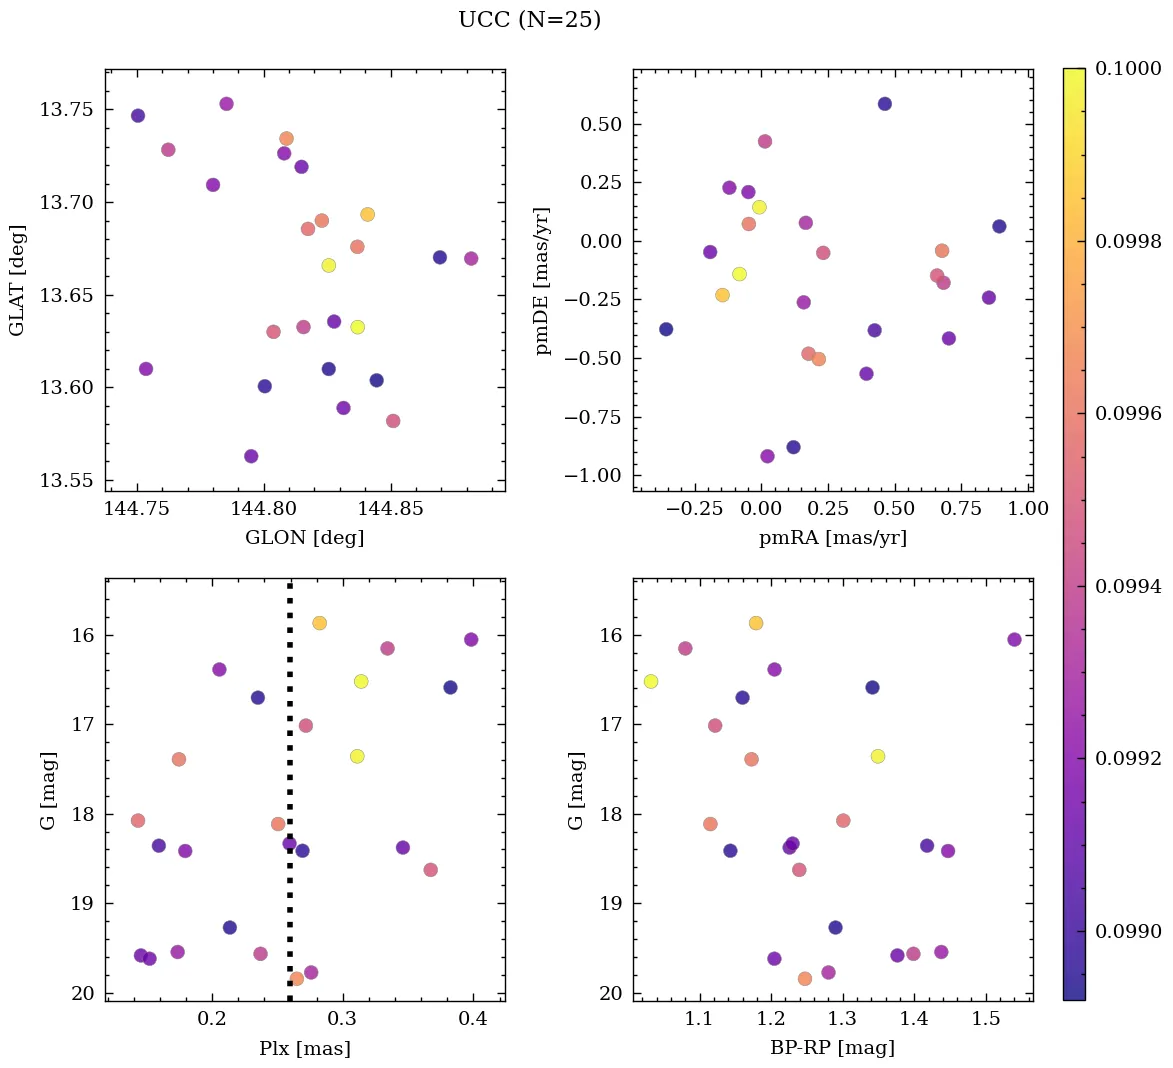 UCC (N=25)
13.75
13.70
13.65
13.60
13.55
GLAT [deg]
144.75 144.80 144.85
GLON [deg]
0.50
0.25
0.00
−0.25
−0.50
−0.75
−1.00
pmDE [mas/yr]
−0.25 0.00 0.25 0.50 0.75 1.00
pmRA [mas/yr]
16
17
18
19
20
G [mag]
0.2 0.3 0.4
Plx [mas]
16
17
18
19
20
G [mag]
1.1 1.2 1.3 1.4 1.5
BP-RP [mag]
0.1000
0.0998
0.0996
0.0994
0.0992
0.0990